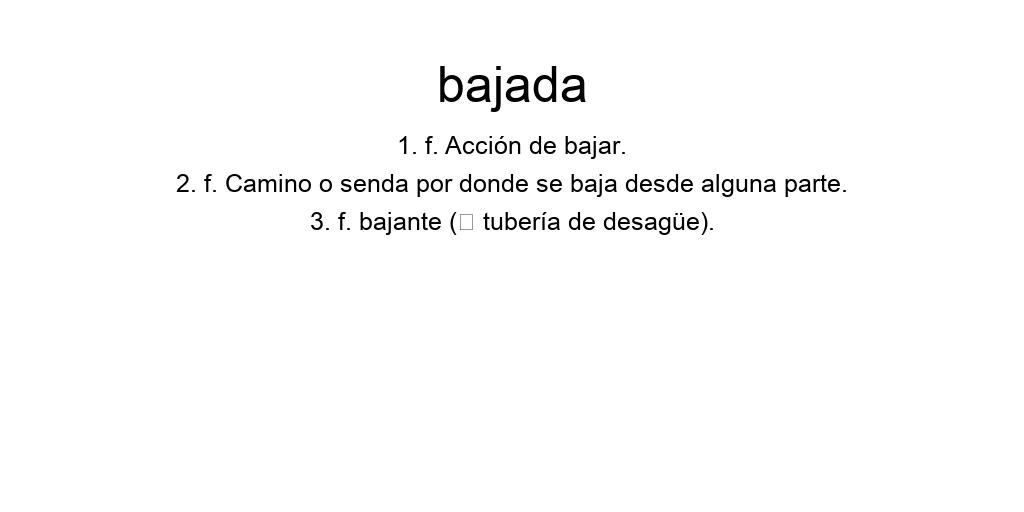 bajada
1. f. Acción de bajar.
2. f. Camino o senda por donde se baja desde alguna parte.
3. f. bajante (□ tubería de desagüe).